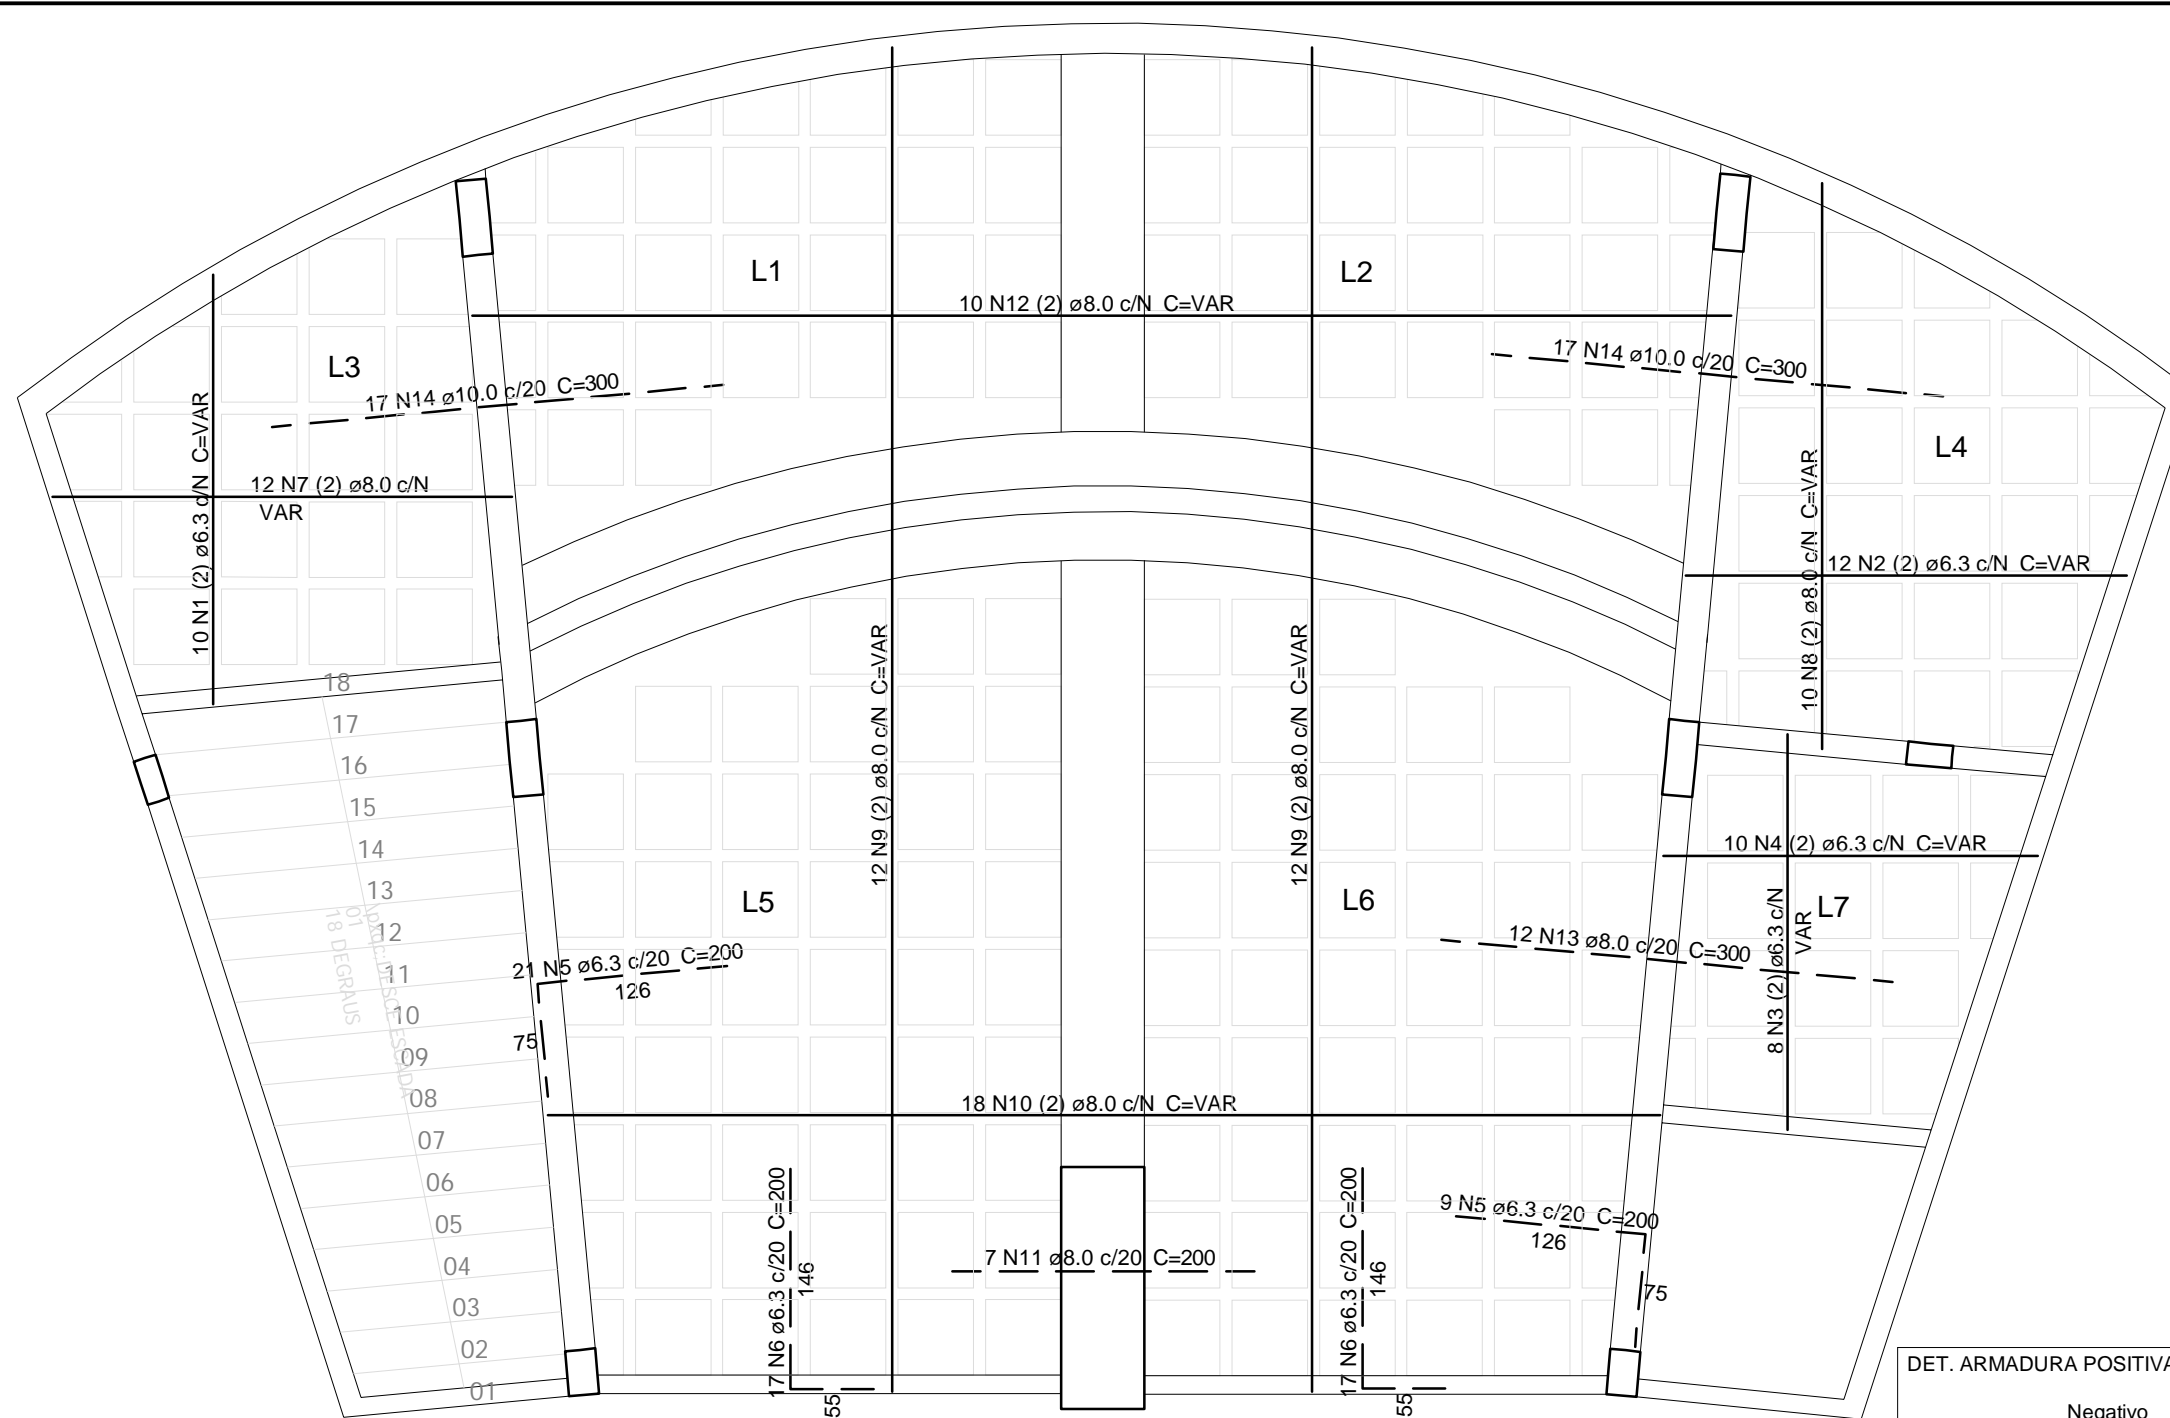 L1
L2
10 N12 (2) ø8.0 c/N C=VAR
L3
17 N14 ø10.0 c/20 C=300
17 N14 ø10.0 c/20 C=300
L4
10 N1 (2) ø6.3 c/N C=VAR
12 N7 (2) ø8.0 c/N
VAR
10 N8 (2) ø8.0 c/N C=VAR
12 N2 (2) ø6.3 c/N C=VAR
12 N9 (2) ø8.0 c/N C=VAR
12 N9 (2) ø8.0 c/N C=VAR
18
17
16
15
14
13
12
11
10
09
08
07
06
05
04
03
02
01
DESCE ESCADA
01
18 DEGRAUS
10 N4 (2) ø6.3 c/N C=VAR
L5
L6
L7
8 N3 (2) ø6.3 c/N
VAR
21 N5 ø6.3 c/20 C=200
126
75
12 N13 ø8.0 c/20 C=300
18 N10 (2) ø8.0 c/N C=VAR
17 N6 ø6.3 c/20 C=200
146
55
7 N11 ø8.0 c/20 C=200
17 N6 ø6.3 c/20 C=200
146
55
9 N5 ø6.3 c/20 C=200
126
75
DET. ARMADURA POSITIVA
Negativo